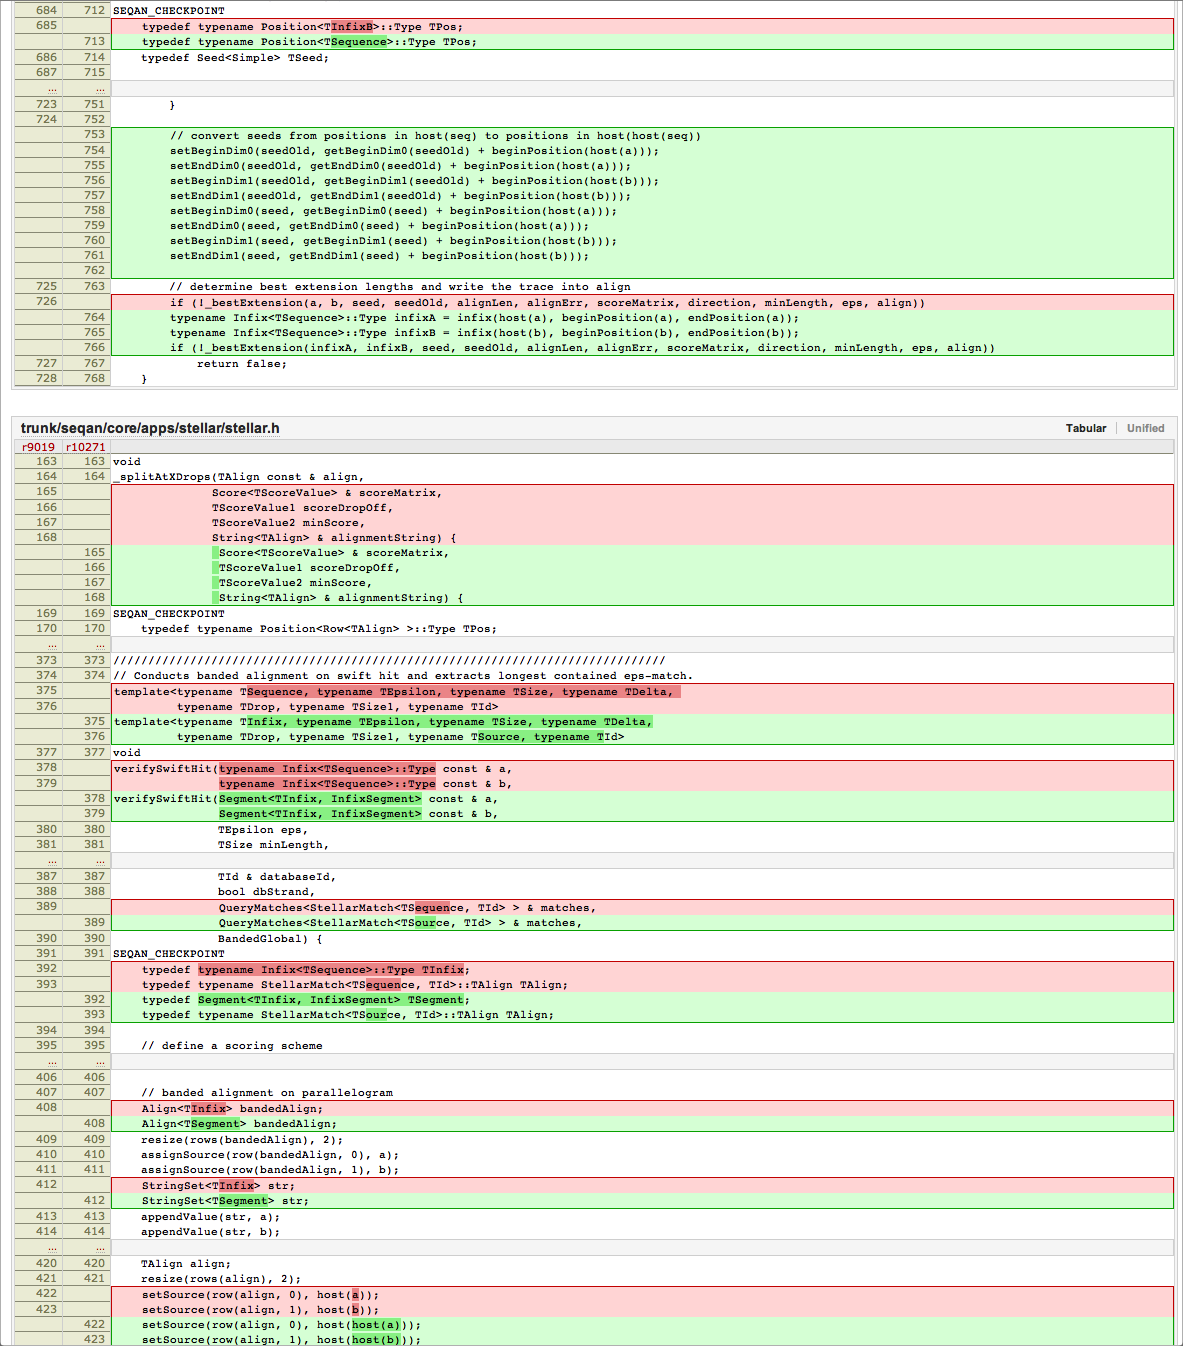 684 712 SEQAN_CHECKPOINT
685 typedef typename Position<TInfixB>::Type TPos;
713 typedef typename Position<TSequence>::Type TPos;
686 714 typedef Seed<Simple> TSeed;
687 715
... ...
723 751 }
724 752
753 // convert seeds from positions in host(seq) to positions in host(host(seq))
754 setBeginDim0(seedOld, getBeginDim0(seedOld) + beginPosition(host(a)));
755 setEndDim0(seedOld, getEndDim0(seedOld) + beginPosition(host(a)));
756 setBeginDim1(seedOld, getBeginDim1(seedOld) + beginPosition(host(b)));
757 setEndDim1(seedOld, getEndDim1(seedOld) + beginPosition(host(b)));
758 setBeginDim0(seed, getBeginDim0(seed) + beginPosition(host(a)));
759 setEndDim0(seed, getEndDim0(seed) + beginPosition(host(a)));
760 setBeginDim1(seed, getBeginDim1(seed) + beginPosition(host(b)));
761 setEndDim1(seed, getEndDim1(seed) + beginPosition(host(b)));
762
725 763 // determine best extension lengths and write the trace into align
726 if (!_bestExtension(a, b, seed, seedOld, alignLen, alignErr, scoreMatrix, direction, minLength, eps, align))
764 typename Infix<TSequence>::Type infixA = infix(host(a), beginPosition(a), endPosition(a));
765 typename Infix<TSequence>::Type infixB = infix(host(b), beginPosition(b), endPosition(b));
766 if (!_bestExtension(infixA, infixB, seed, seedOld, alignLen, alignErr, scoreMatrix, direction, minLength, eps, align))
727 767 return false;
728 768 }
trunk/seqan/core/apps/stellar/stellar.h Tabular Unified
r9019 r10271
163 163 void
164 164 _splitAtXDrops(TAlign const & align,
165 Score<TScoreValue> & scoreMatrix,
166 TScoreValue1 scoreDropOff,
167 TScoreValue2 minScore,
168 String<TAlign> & alignmentString) {
165 Score<TScoreValue> & scoreMatrix,
166 TScoreValue1 scoreDropOff,
167 TScoreValue2 minScore,
168 String<TAlign> & alignmentString) {
169 169 SEQAN_CHECKPOINT
170 170 typedef typename Position<Row<TAlign> >::Type TPos;
... ...
373 373 ///////////////////////////////////////////////////////////////////////////////
374 374 // Conducts banded alignment on swift hit and extracts longest contained eps-match.
375 template<typename TSequence, typename TEpsilon, typename TSize, typename TDelta,
376 typename TDrop, typename TSize1, typename TId>
375 template<typename TInfix, typename TEpsilon, typename TSize, typename TDelta,
376 typename TDrop, typename TSize1, typename TSource, typename TId>
377 377 void
378 verifySwiftHit(typename Infix<TSequence>::Type const & a,
379 typename Infix<TSequence>::Type const & b,
378 verifySwiftHit(Segment<TInfix, InfixSegment> const & a,
379 Segment<TInfix, InfixSegment> const & b,
380 380 TEpsilon eps,
381 381 TSize minLength,
... ...
387 387 TId & databaseId,
388 388 bool dbStrand,
389 QueryMatches<StellarMatch<TSequence, TId> > & matches,
389 QueryMatches<StellarMatch<TSource, TId> > & matches,
390 390 BandedGlobal) {
391 391 SEQAN_CHECKPOINT
392 typedef typename Infix<TSequence>::Type TInfix;
393 typedef typename StellarMatch<TSequence, TId>::TAlign TAlign;
392 typedef Segment<TInfix, InfixSegment> TSegment;
393 typedef typename StellarMatch<TSource, TId>::TAlign TAlign;
394 394
395 395 // define a scoring scheme
... ...
406 406
407 407 // banded alignment on parallelogram
408 Align<TInfix> bandedAlign;
408 Align<TSegment> bandedAlign;
409 409 resize(rows(bandedAlign), 2);
410 410 assignSource(row(bandedAlign, 0), a);
411 411 assignSource(row(bandedAlign, 1), b);
412 StringSet<TInfix> str;
412 StringSet<TSegment> str;
413 413 appendValue(str, a);
414 414 appendValue(str, b);
... ...
420 420 TAlign align;
421 421 resize(rows(align), 2);
422 setSource(row(align, 0), host(a));
423 setSource(row(align, 1), host(b));
422 setSource(row(align, 0), host(host(a)));
423 setSource(row(align, 1), host(host(b)));